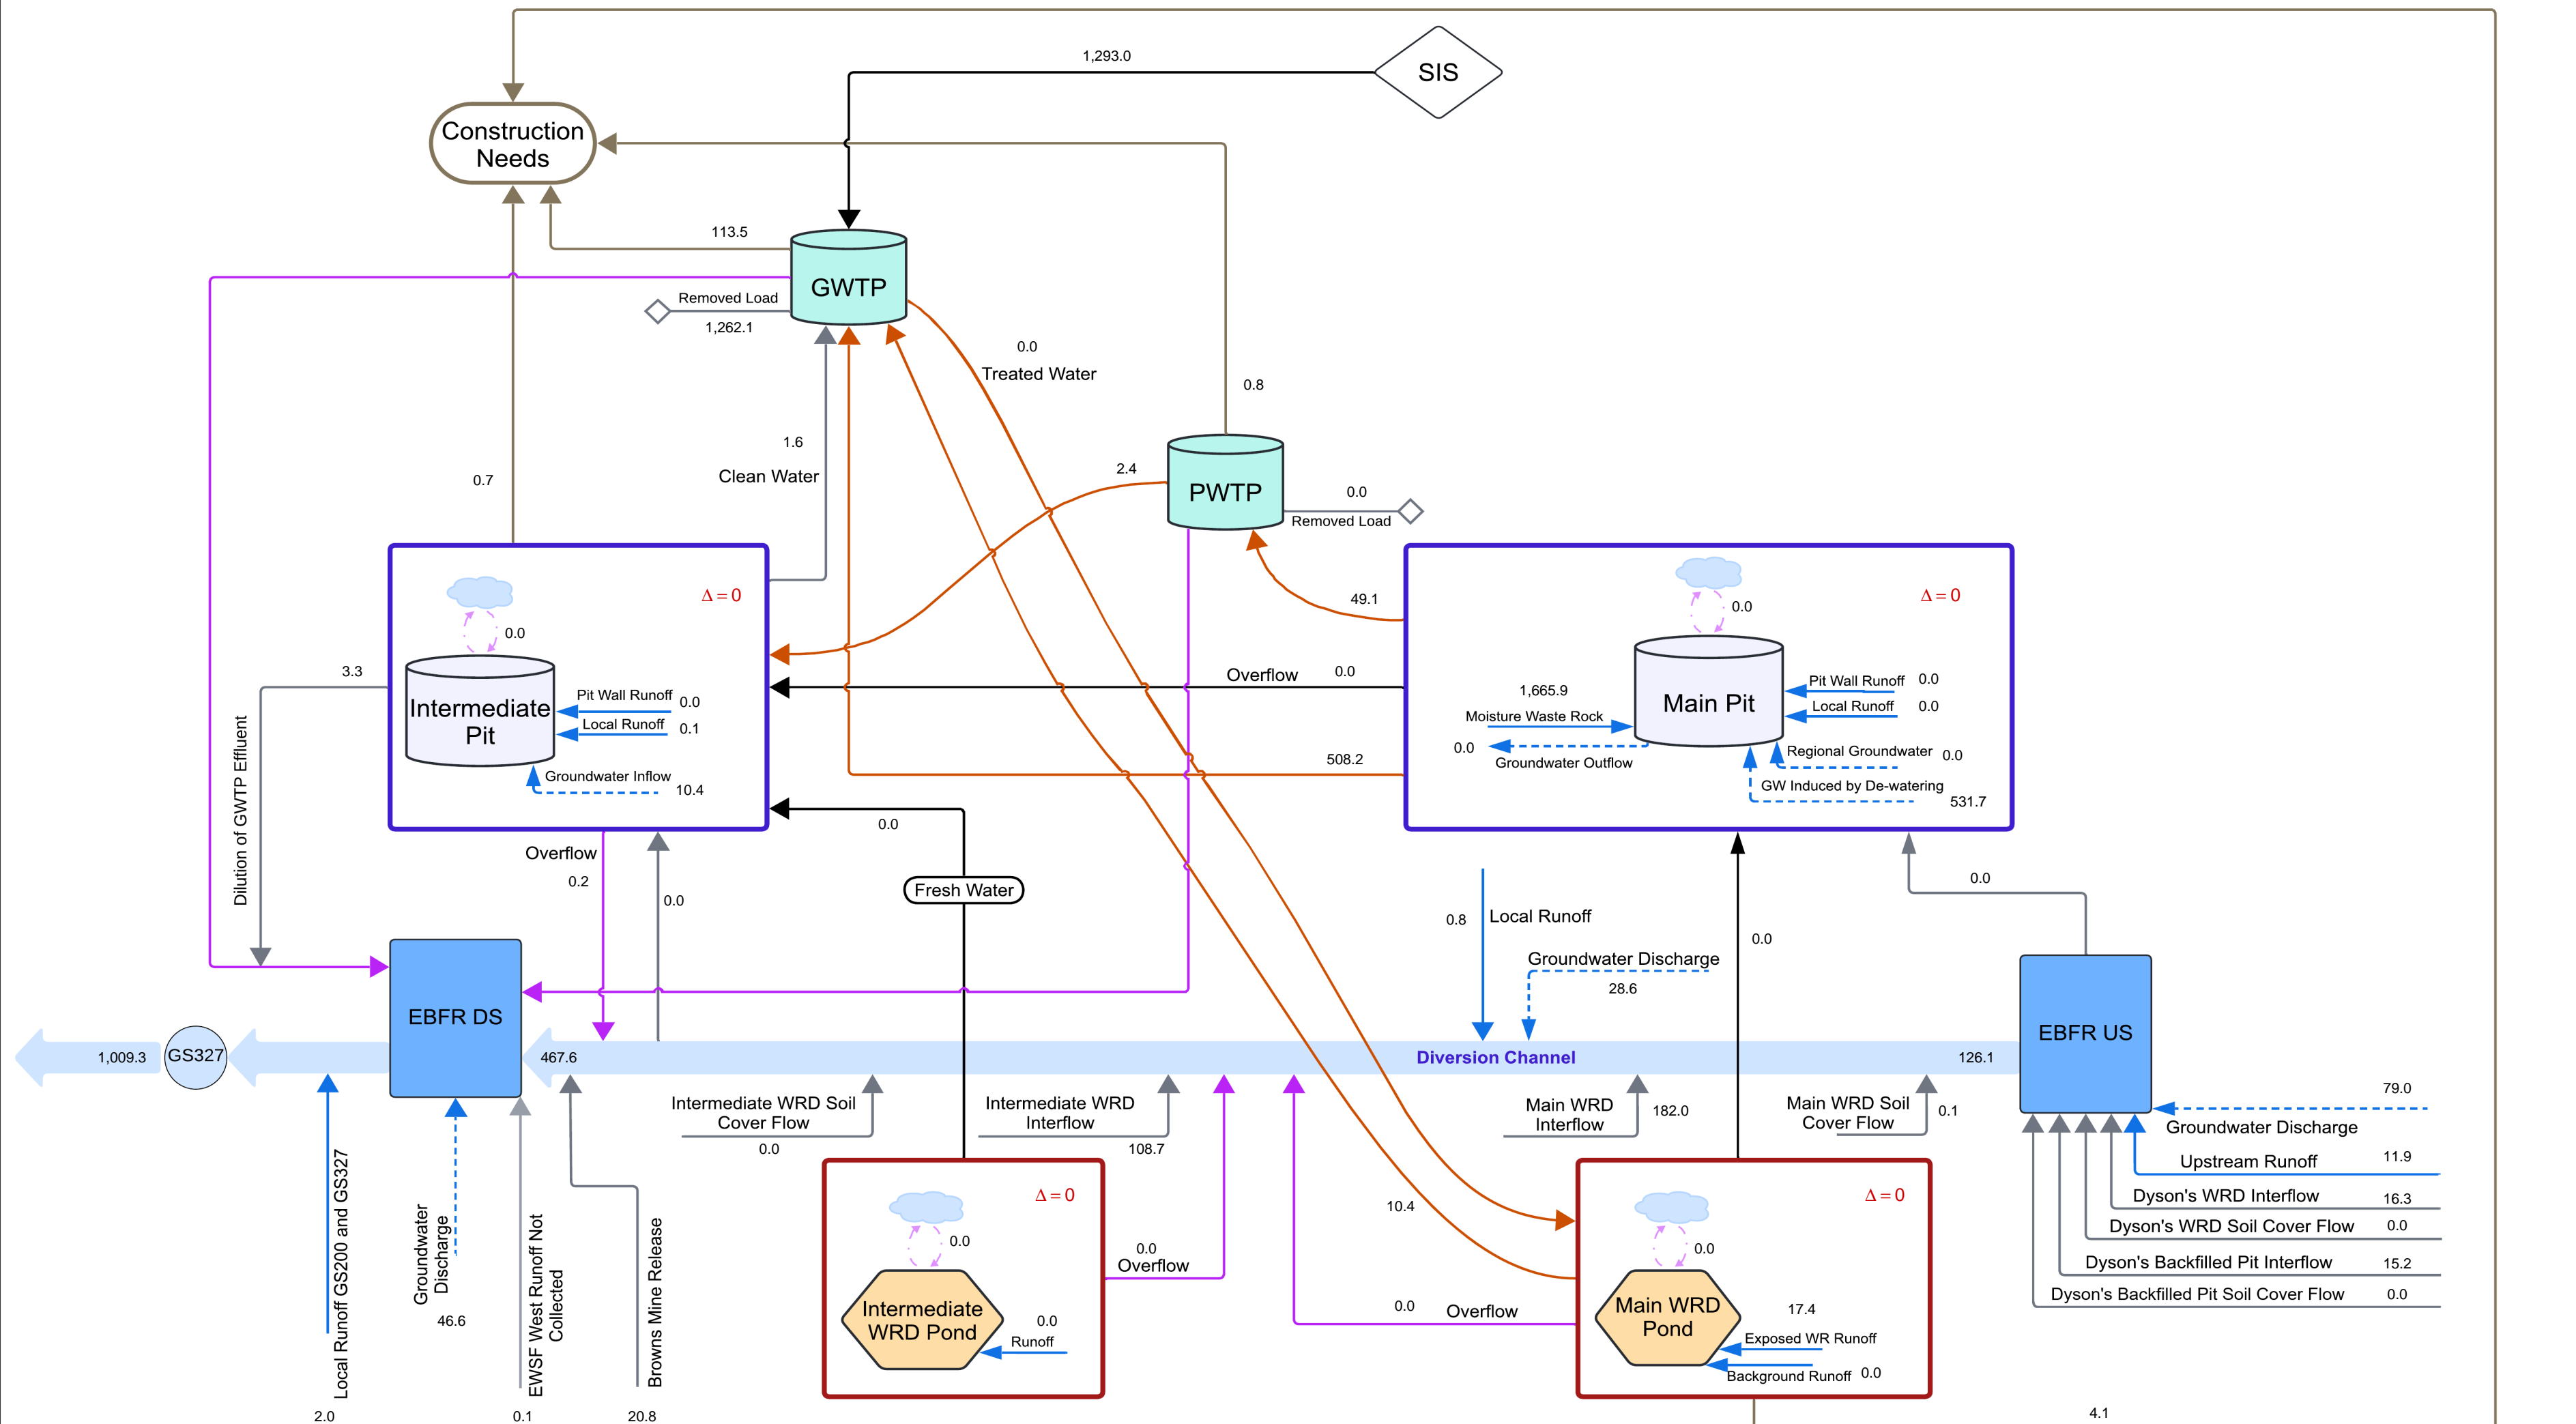 1,293.0
SIS
Construction
Needs
113.5
GWTP
Removed Load
1,262.1
0.0
Treated Water
0.8
1.6
Clean Water
0.7
2.4
PWTP
0.0
Removed Load
Δ = 0
0.0
Intermediate
Pit
Pit Wall Runoff
0.0
Local Runoff
0.1
Groundwater Inflow
10.4
49.1
Overflow
0.0
508.2
Δ = 0
0.0
1,665.9
Moisture Waste Rock
0.0
Groundwater Outflow
Main Pit
Pit Wall Runoff
0.0
Local Runoff
0.0
Regional Groundwater
0.0
GW Induced by De-watering
531.7
3.3
Dilution of GWTP Effluent
Overflow
0.2
0.0
0.0
Fresh Water
0.8
Local Runoff
Groundwater Discharge
28.6
0.0
0.0
EBFR DS
EBFR US
1,009.3
GS327
467.6
Diversion Channel
126.1
Intermediate WRD Soil
Cover Flow
0.0
Intermediate WRD
Interflow
108.7
Main WRD
Interflow
182.0
Main WRD Soil
Cover Flow
0.1
79.0
Groundwater Discharge
Upstream Runoff
11.9
Dyson's WRD Interflow
16.3
Dyson's WRD Soil Cover Flow
0.0
Dyson's Backfilled Pit Interflow
15.2
Dyson's Backfilled Pit Soil Cover Flow
0.0
Local Runoff GS200 and GS327
2.0
Groundwater
Discharge
46.6
EWSF West Runoff Not
Collected
0.1
Browns Mine Release
20.8
Δ = 0
0.0
Intermediate
WRD Pond
0.0
Runoff
0.0
Overflow
10.4
0.0
Overflow
Δ = 0
0.0
Main WRD
Pond
17.4
Exposed WR Runoff
Background Runoff
0.0
4.1